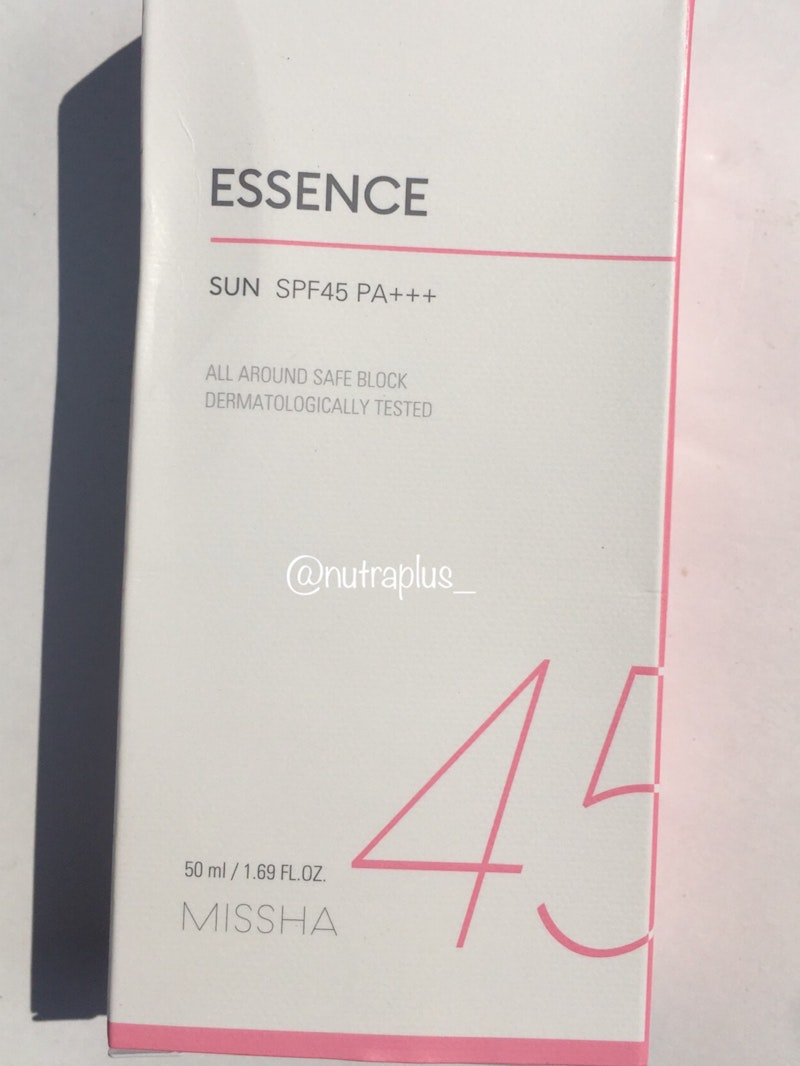 ESSENCE
SUN SPF45 PA+++
ALL AROUND SAFE BLOCK
DERMATOLOGICALLY TESTED
@nutraplus_
45
50 ml / 1.69 FL.OZ.
MISSHA